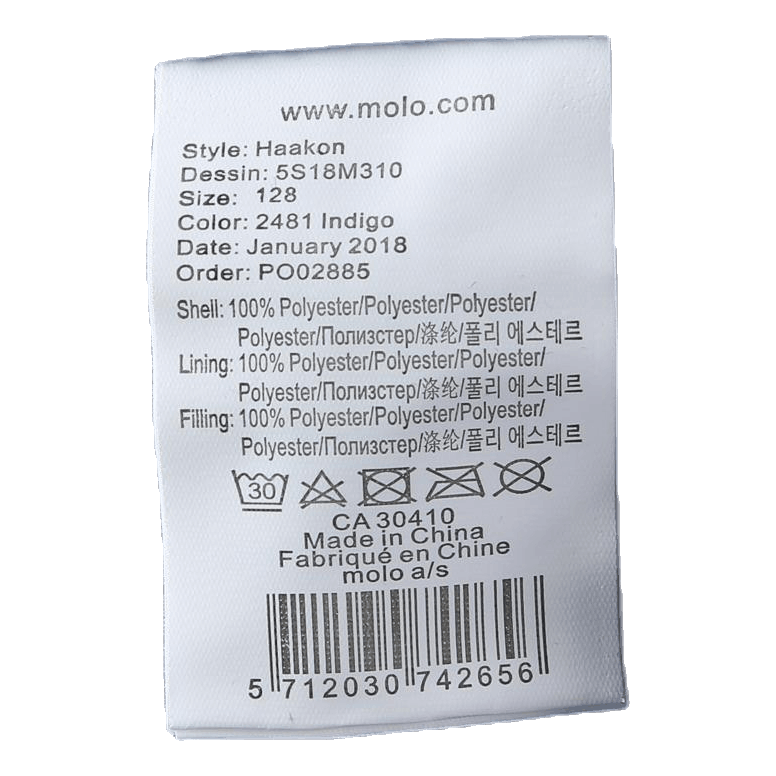 www.molo.com
Style: Haakon
Dessin: 5S18M310
Size: 128
Color: 2481 Indigo
Date: January 2018
Order: PO02885
Shell: 100% Polyester/Polyester/Polyester/
Polyester/Полиэстер/涤纶/폴리 에스테르
Lining: 100% Polyester/Polyester/Polyester/
Polyester/Полиэстер/涤纶/폴리 에스테르
Filling: 100% Polyester/Polyester/Polyester/
Polyester/Полиэстер/涤纶/폴리 에스테르
30
CA 30410
Made in China
Fabriqué en Chine
molo a/s
5 712030 742656